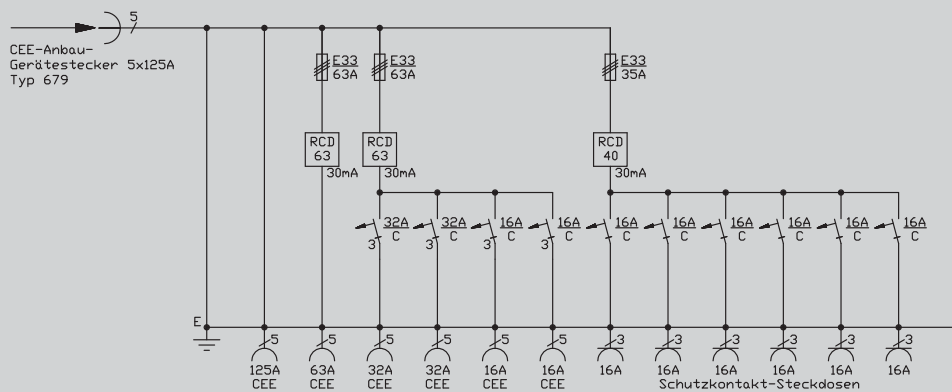 5
CEE-Anbau-
Gerätestecker 5x125A
Typ 679
E33
63A
E33
63A
E33
35A
RCD
63
30mA
RCD
63
30mA
RCD
40
30mA
32A
C
3
32A
C
3
16A
C
3
16A
C
3
16A
C
16A
C
16A
C
16A
C
16A
C
16A
C
E
5 5 5 5 5 5 3 3 3 3 3 3
125A 63A 32A 32A 16A 16A 16A 16A 16A 16A 16A 16A
CEE CEE CEE CEE CEE CEE Schutzkontakt-Steckdosen